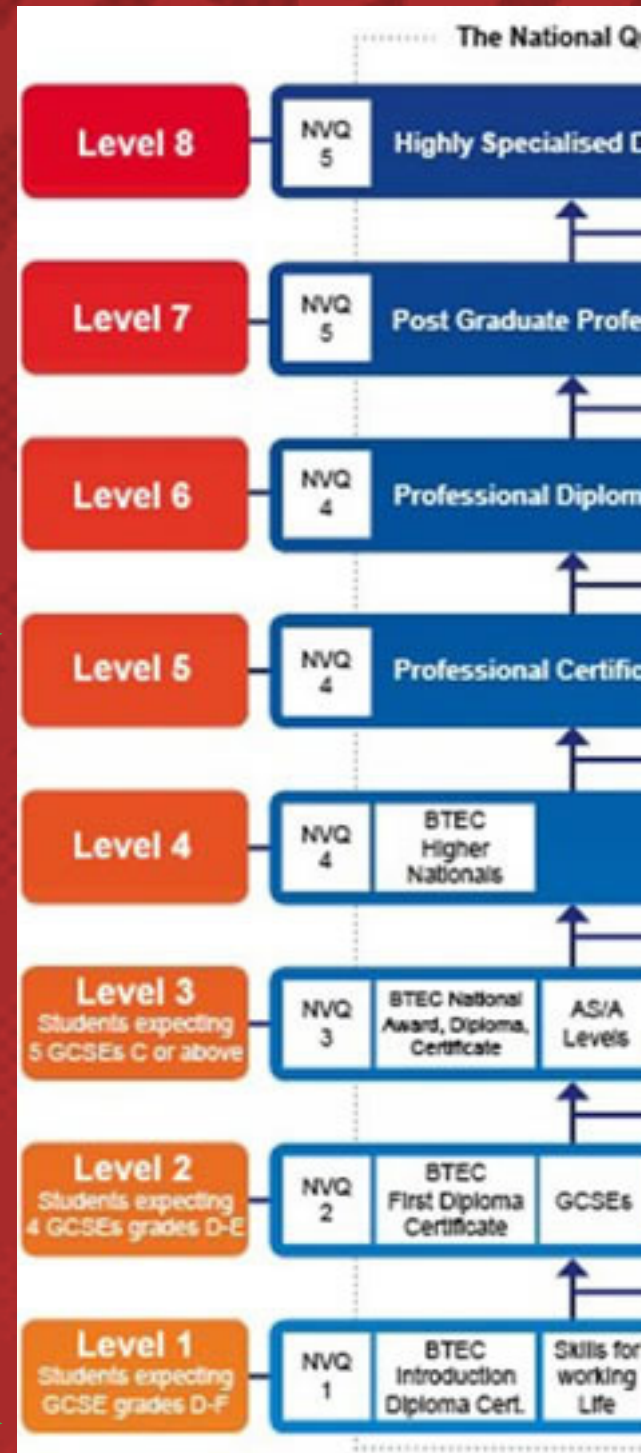 The National Q
Level 8
NVQ
5
Highly Specialised D
Level 7
NVQ
5
Post Graduate Profe
Level 6
NVQ
4
Professional Diplom
Level 5
NVQ
4
Professional Certific
Level 4
NVQ
4
BTEC
Higher
Nationals
Level 3
Students expecting
5 GCSEs C or above
NVQ
3
BTEC National
Award, Diploma,
Certificate
AS/A
Levels
Level 2
Students expecting
4 GCSEs grades D-E
NVQ
2
BTEC
First Diploma
Certificate
GCSEs
Level 1
Students expecting
GCSE grades D-F
NVQ
1
BTEC
Introduction
Diploma Cert.
Skills for
working
Life